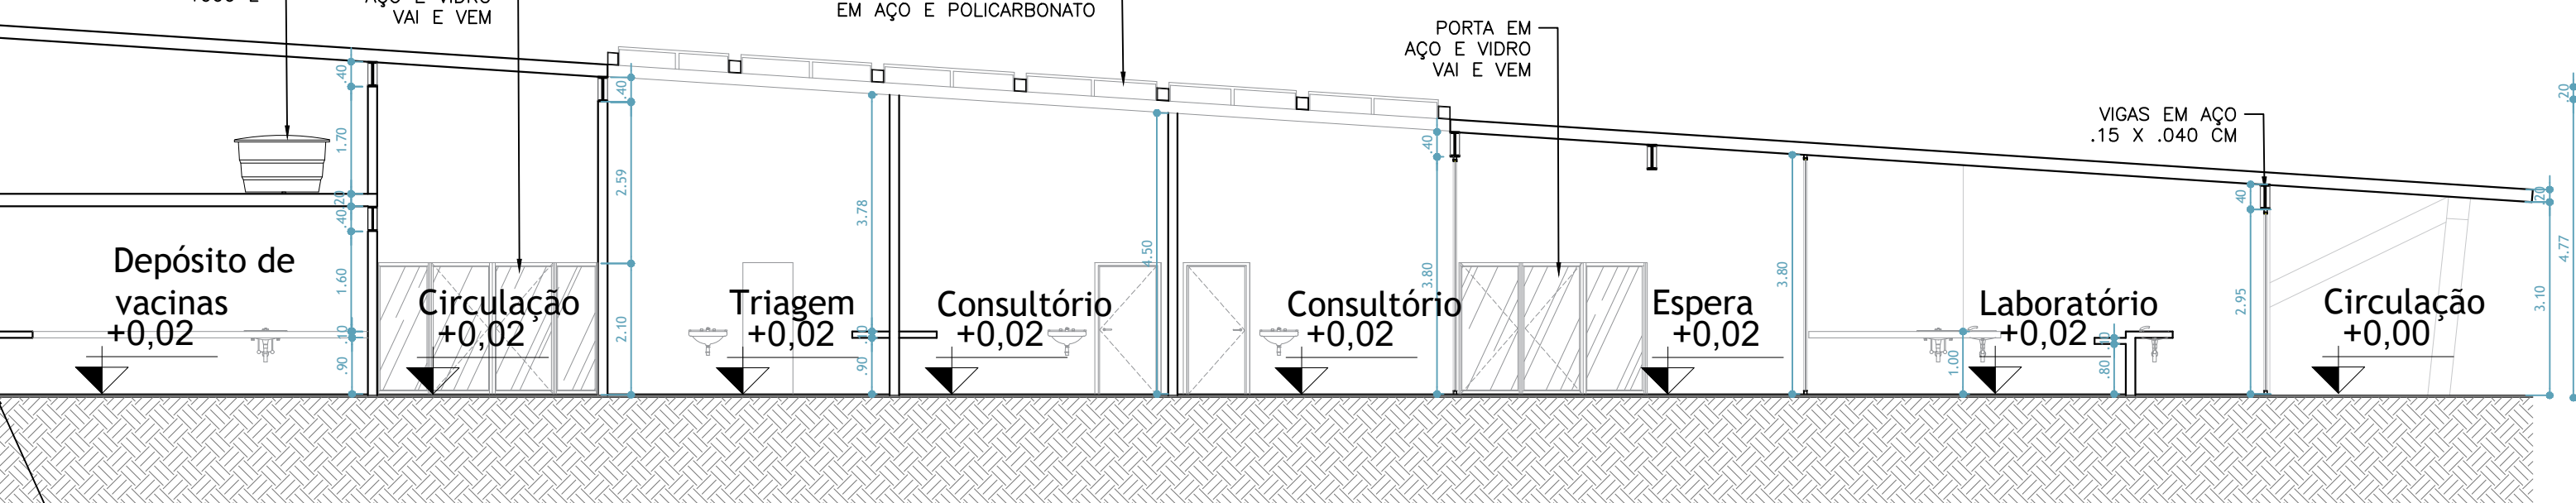 AÇO E VIDRO
VAI E VEM
EM AÇO E POLICARBONATO
PORTA EM
AÇO E VIDRO
VAI E VEM
VIGAS EM AÇO
.15 X .040 CM
.40
1.70
.20
.40
1.60
.10
.90
.40
2.59
2.10
3.78
.10
.90
4.50
.40
3.80
3.80
1.00
.10
.80
40
2.95
.20
3.10
.20
4.77
Depósito de
vacinas
+0,02
Circulação
+0,02
Triagem
+0,02
Consultório
+0,02
Consultório
+0,02
Espera
+0,02
Laboratório
+0,02
Circulação
+0,00